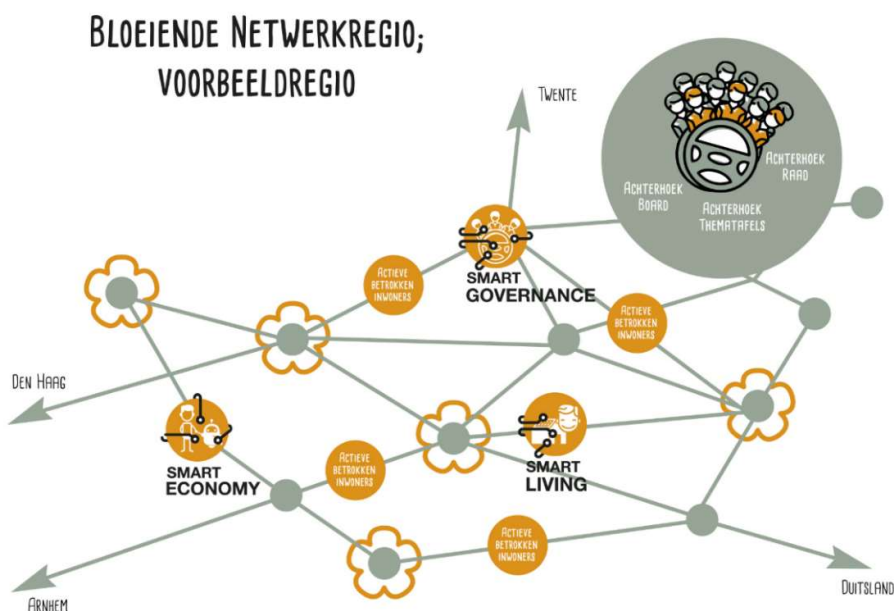 BLOEIENDE NETWERKREGIO;
VOORBEELDREGIO
TWENTE
ACHTERHOEK
RAAD
ACHTERHOEK
BOARD
ACHTERHOEK
THEMATAFELS
ACTIEVE
BETROKKEN
INWONERS
SMART
GOVERNANCE
ACTIEVE
BETROKKEN
INWONERS
DEN HAAG
SMART
ECONOMY
ACTIEVE
BETROKKEN
INWONERS
SMART
LIVING
ACTIEVE
BETROKKEN
INWONERS
ARNHEM
DUITSLAND